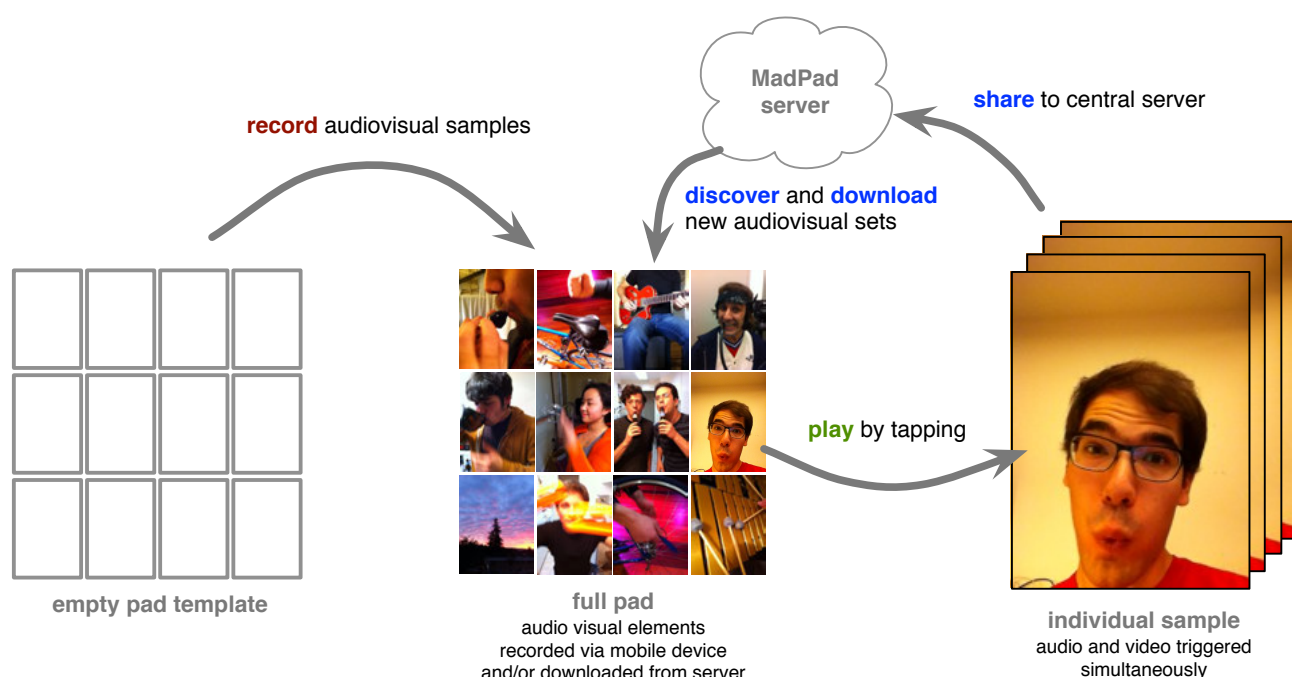 MadPad
server
share to central server
record audiovisual samples
discover and download
new audiovisual sets
play by tapping
empty pad template
full pad
audio visual elements
recorded via mobile device
and/or downloaded from server
individual sample
audio and video triggered
simultaneously